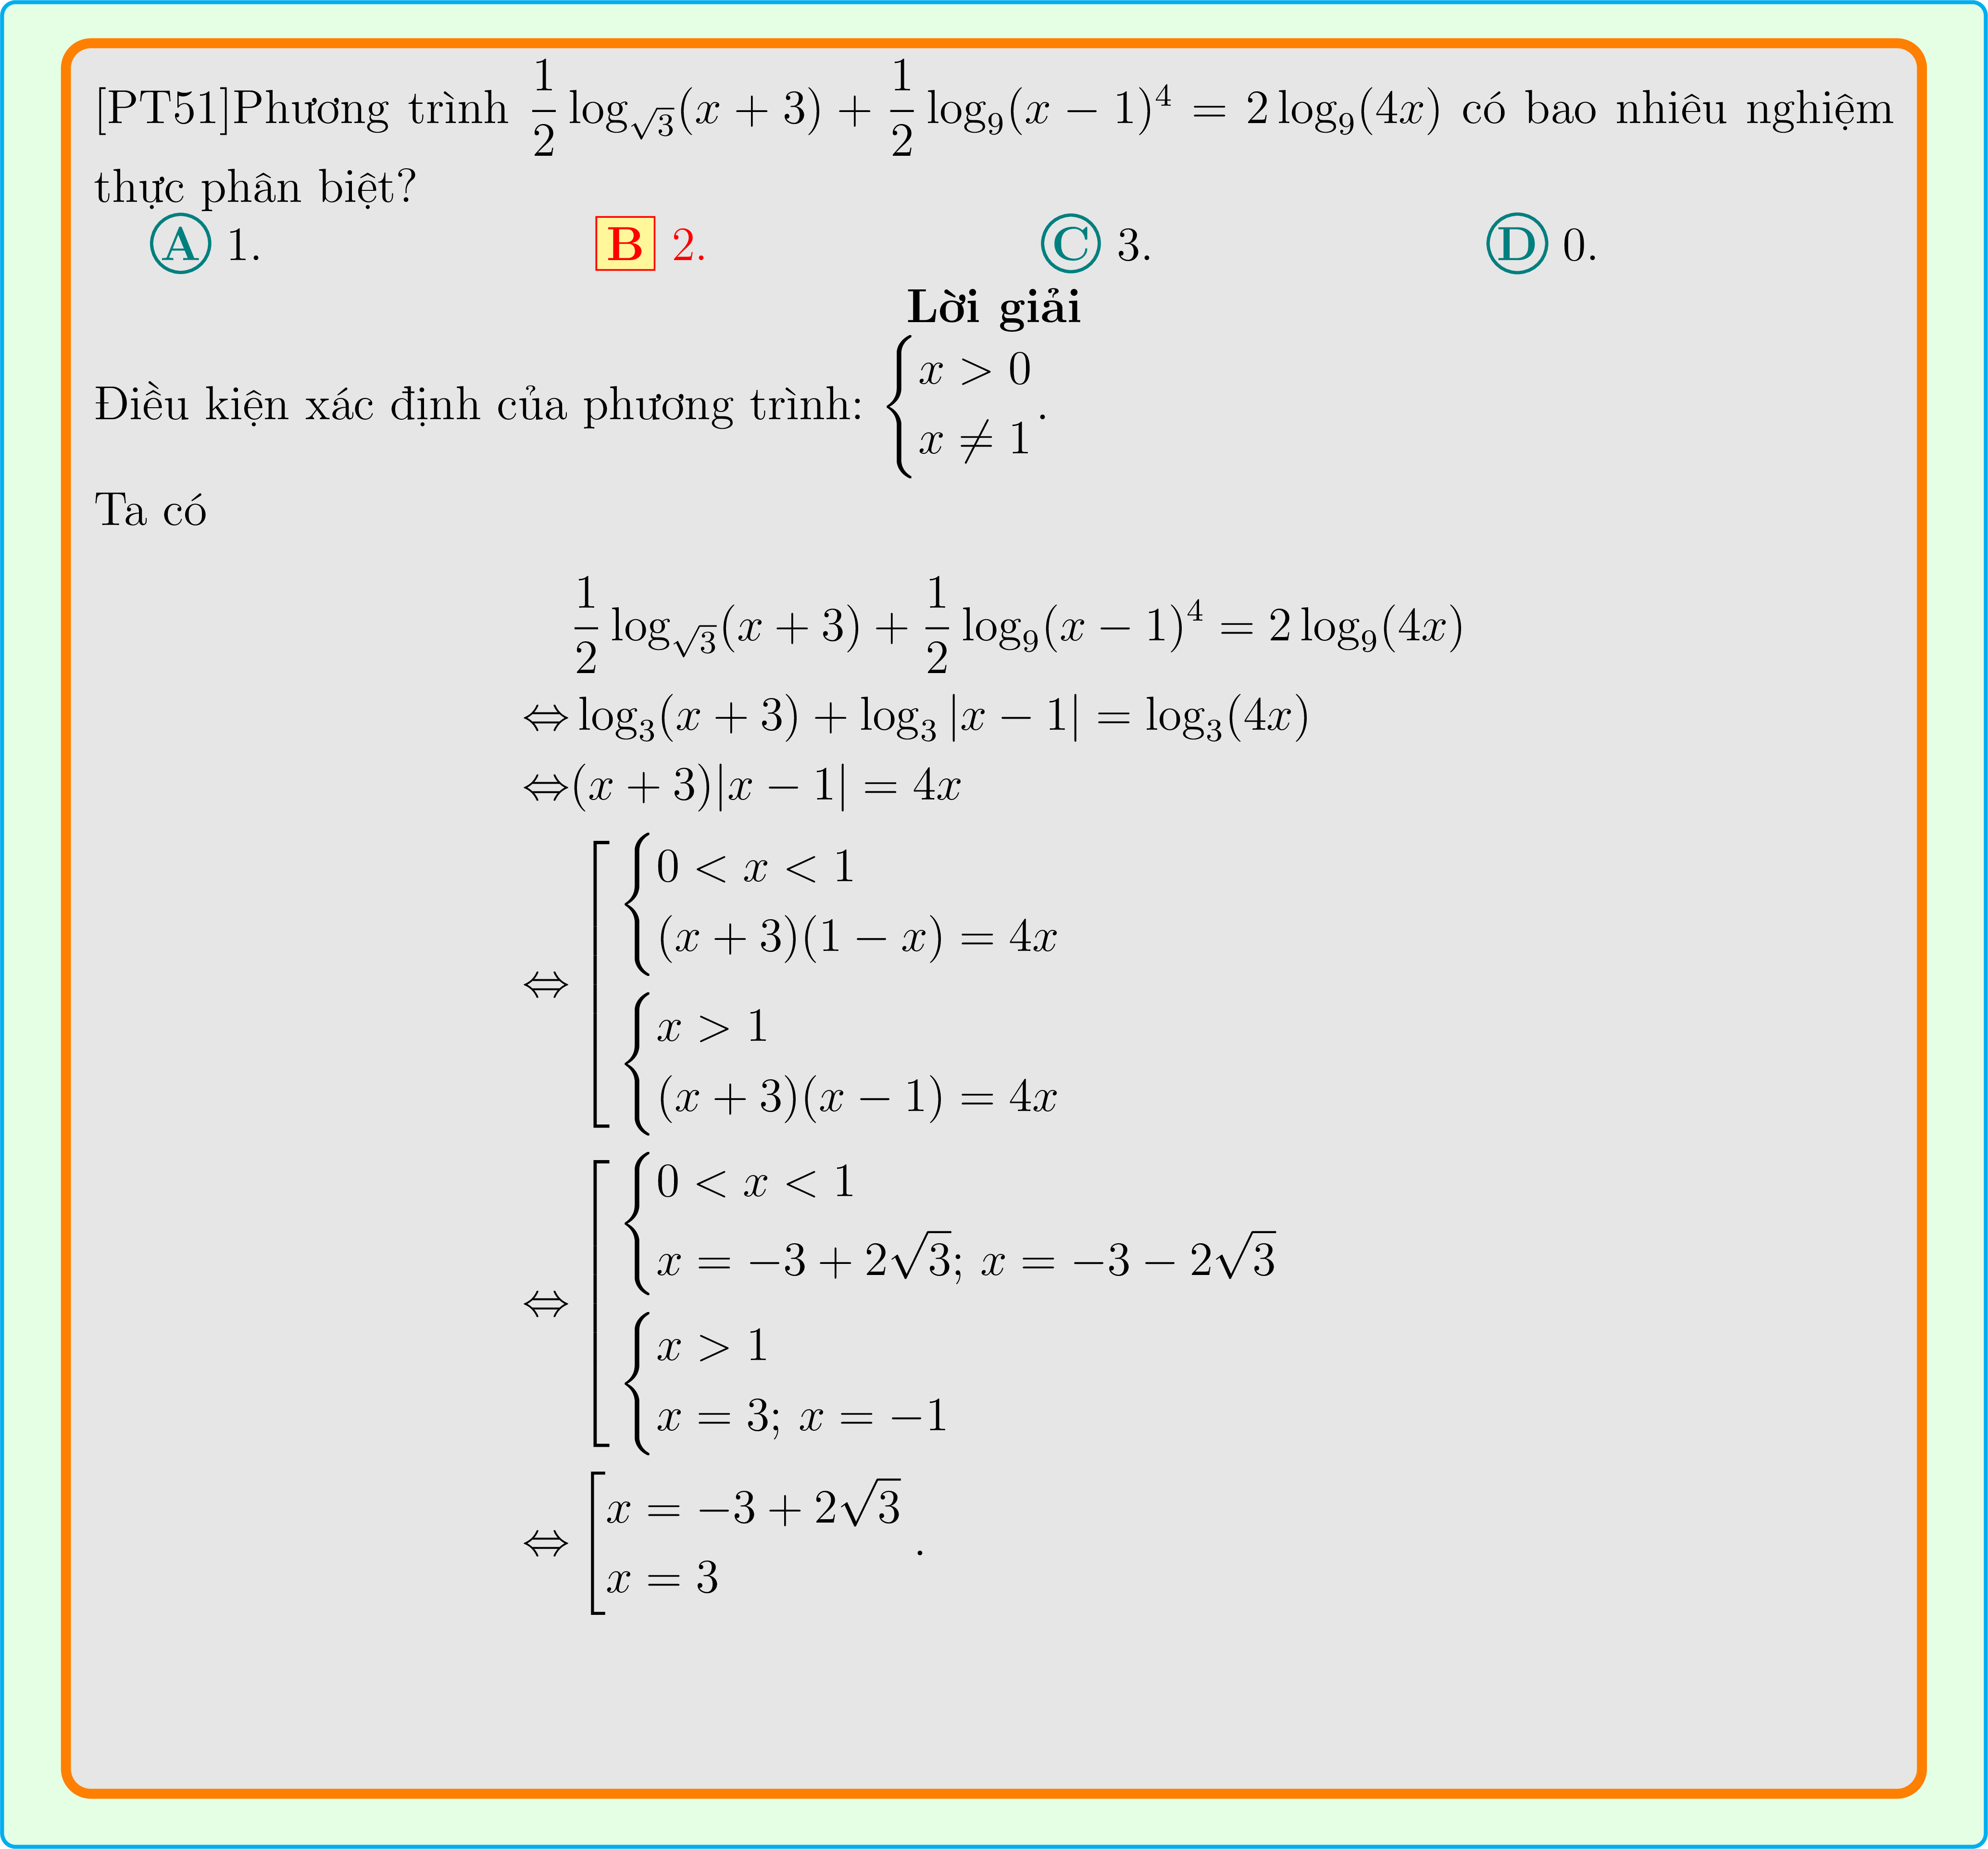 [PT51]Phương trình $\frac{1}{2}\log_{\sqrt{3}}(x+3)+\frac{1}{2}\log_9(x-1)^4=2\log_9(4x)$ có bao nhiêu nghiệm
thực phân biệt?
A 1. B 2. C 3. D 0.
Lời giải
Điều kiện xác định của phương trình: $\begin{cases}x>0\\x\neq 1\end{cases}$.
Ta có
$\frac{1}{2}\log_{\sqrt{3}}(x+3)+\frac{1}{2}\log_9(x-1)^4=2\log_9(4x)$
$\Leftrightarrow \log_3(x+3)+\log_3|x-1|=\log_3(4x)$
$\Leftrightarrow (x+3)|x-1|=4x$
$\Leftrightarrow \left[\begin{array}{l}\begin{cases}0<x<1\\(x+3)(1-x)=4x\end{cases}\\\begin{cases}x>1\\(x+3)(x-1)=4x\end{cases}\end{array}\right.$
$\Leftrightarrow \left[\begin{array}{l}\begin{cases}0<x<1\\x=-3+2\sqrt{3};\ x=-3-2\sqrt{3}\end{cases}\\\begin{cases}x>1\\x=3;\ x=-1\end{cases}\end{array}\right.$
$\Leftrightarrow \left[\begin{array}{l}x=-3+2\sqrt{3}\\x=3\end{array}\right.$.